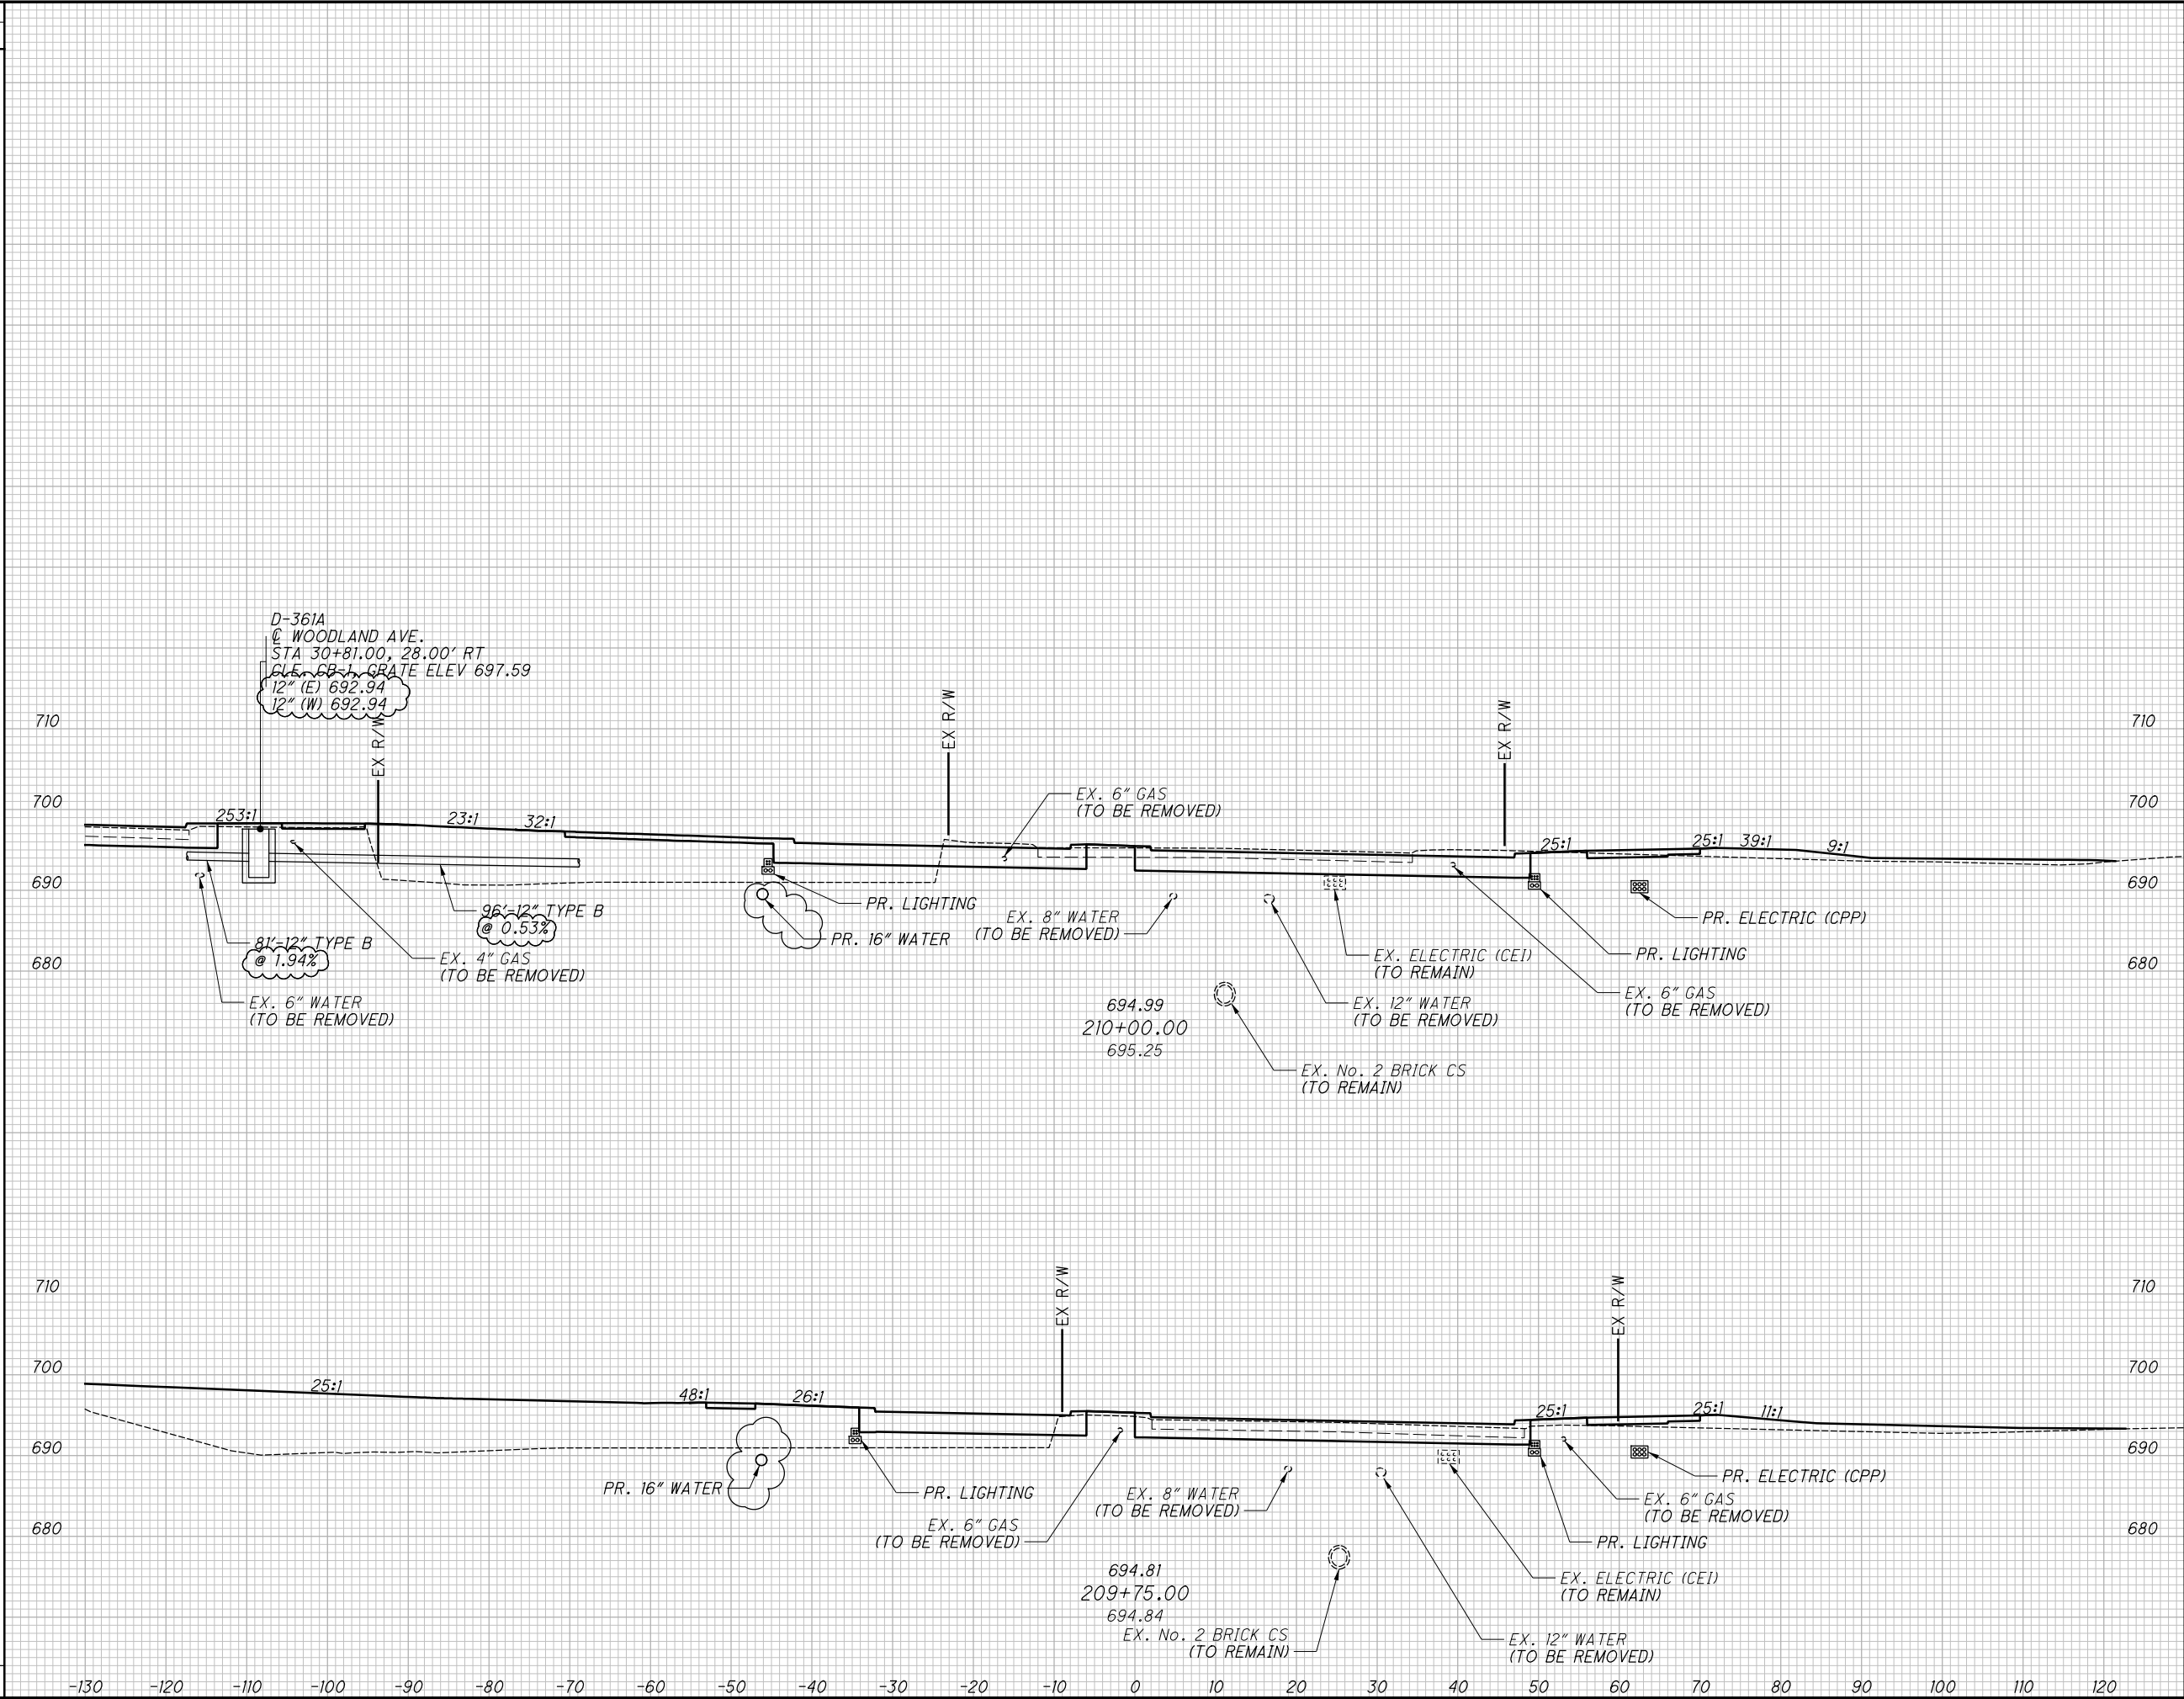 D-361A
℄ WOODLAND AVE.
STA 30+81.00, 28.00' RT
CLE. CB-1, GRATE ELEV 697.59
12" (E) 692.94
12" (W) 692.94
EX R/W
EX R/W
EX R/W
710
710
700
700
690
690
680
680
253:1
23:1
32:1
25:1
25:1
39:1
9:1
EX. 6" GAS
(TO BE REMOVED)
PR. LIGHTING
PR. 16" WATER
EX. 8" WATER
(TO BE REMOVED)
96'-12" TYPE B
@ 0.53%
81'-12" TYPE B
@ 1.94%
EX. 4" GAS
(TO BE REMOVED)
EX. 6" WATER
(TO BE REMOVED)
PR. ELECTRIC (CPP)
PR. LIGHTING
EX. ELECTRIC (CEI)
(TO REMAIN)
EX. 6" GAS
(TO BE REMOVED)
EX. 12" WATER
(TO BE REMOVED)
694.99
210+00.00
695.25
EX. No. 2 BRICK CS
(TO REMAIN)
EX R/W
EX R/W
710
710
700
700
690
690
680
680
25:1
48:1
26:1
25:1
25:1
11:1
PR. 16" WATER
PR. LIGHTING
EX. 8" WATER
(TO BE REMOVED)
EX. 6" GAS
(TO BE REMOVED)
PR. ELECTRIC (CPP)
EX. 6" GAS
(TO BE REMOVED)
PR. LIGHTING
EX. ELECTRIC (CEI)
(TO REMAIN)
694.81
209+75.00
694.84
EX. No. 2 BRICK CS
(TO REMAIN)
EX. 12" WATER
(TO BE REMOVED)
-130 -120 -110 -100 -90 -80 -70 -60 -50 -40 -30 -20 -10 0 10 20 30 40 50 60 70 80 90 100 110 120